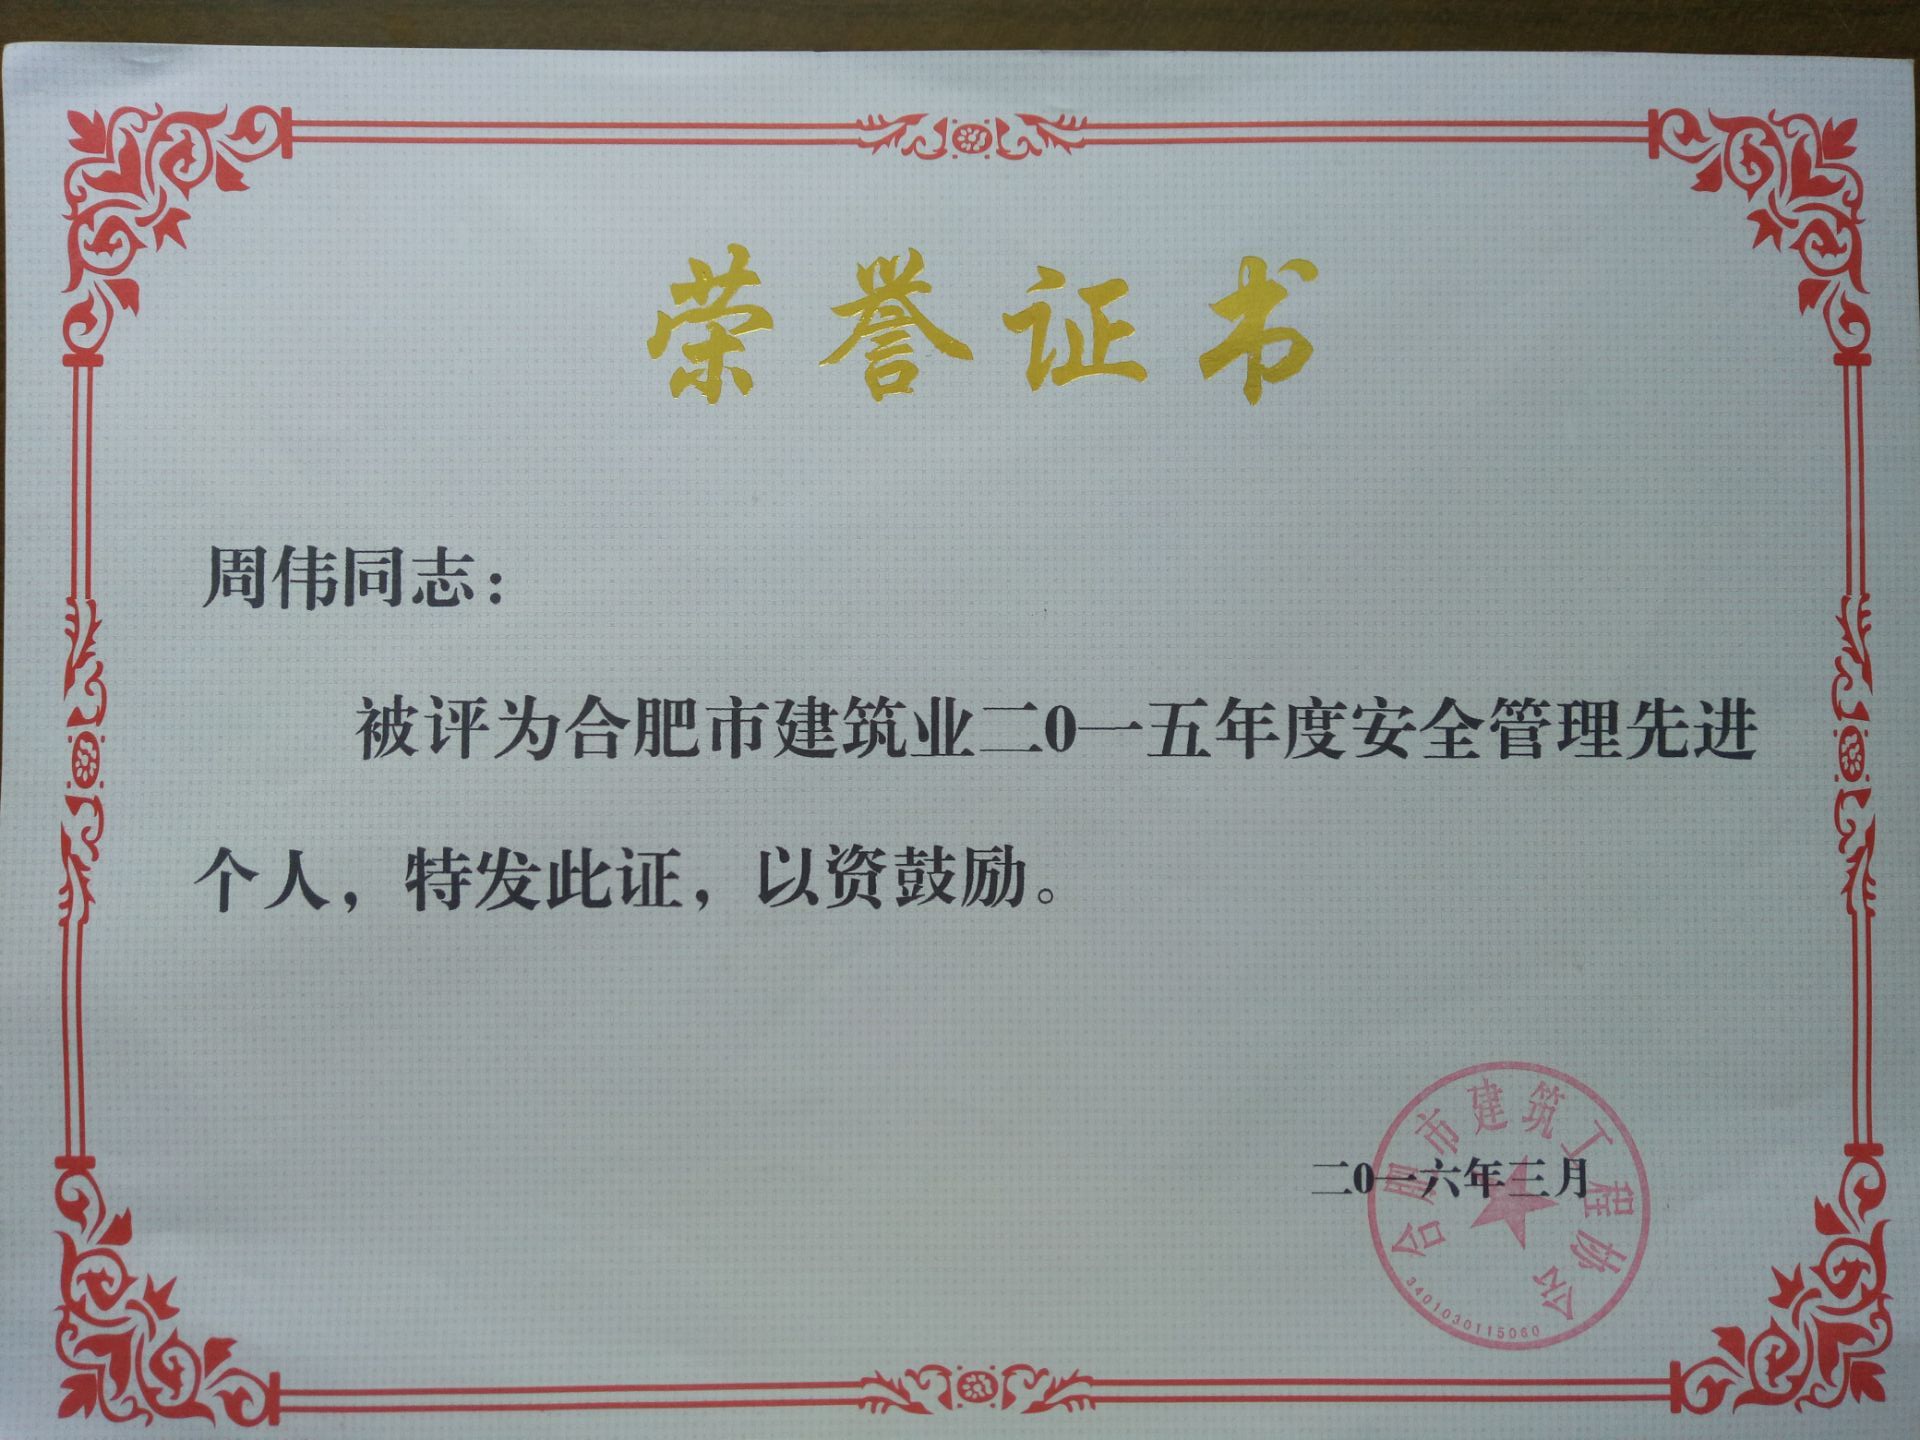 荣誉证书
周伟同志：
被评为合肥市建筑业二0一五年度安全管理先进
个人，特发此证，以资鼓励。
二0一六年三月
合肥市建筑工程协会
3401030115060